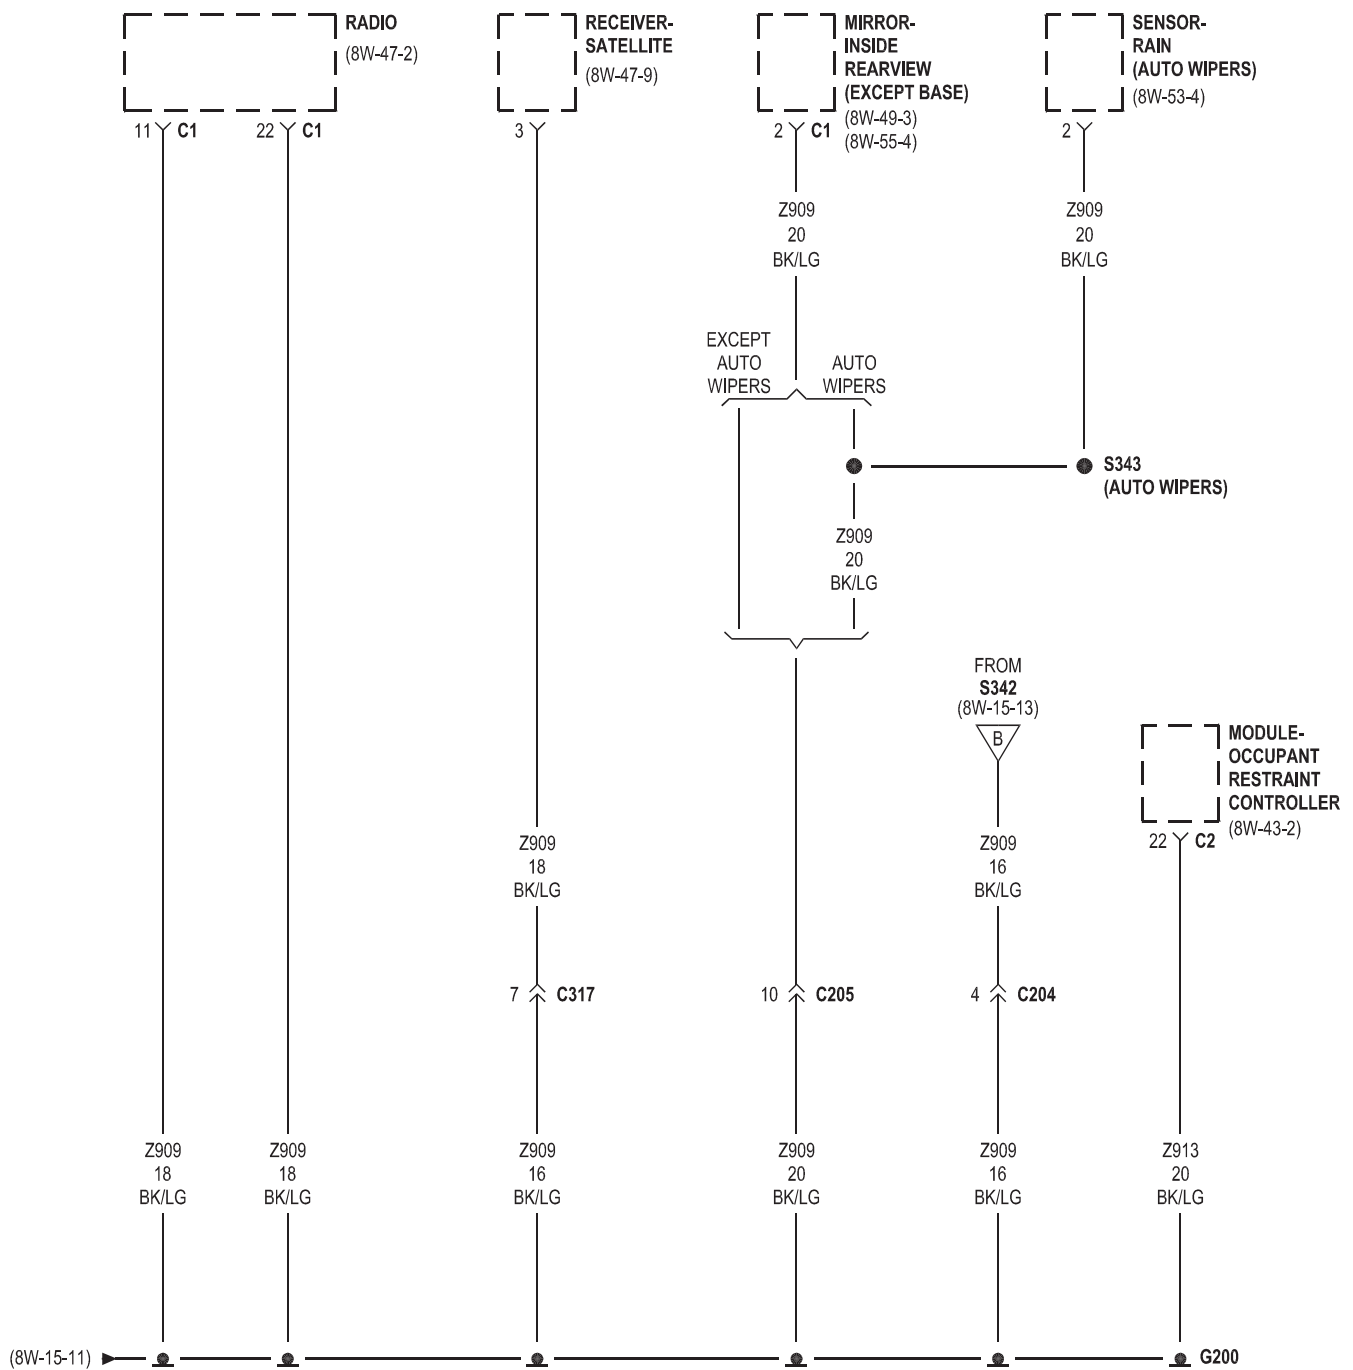 RADIO
(8W-47-2)
RECEIVER-
SATELLITE
(8W-47-9)
MIRROR-
INSIDE
REARVIEW
(EXCEPT BASE)
(8W-49-3)
(8W-55-4)
SENSOR-
RAIN
(AUTO WIPERS)
(8W-53-4)
11 C1
22 C1
3
2 C1
2
Z909
20
BK/LG
Z909
20
BK/LG
EXCEPT
AUTO
WIPERS
AUTO
WIPERS
S343
(AUTO WIPERS)
Z909
20
BK/LG
FROM
S342
(8W-15-13)
B
MODULE-
OCCUPANT
RESTRAINT
CONTROLLER
(8W-43-2)
22 C2
Z909
18
BK/LG
Z909
16
BK/LG
7 C317
10 C205
4 C204
Z909
18
BK/LG
Z909
18
BK/LG
Z909
16
BK/LG
Z909
20
BK/LG
Z909
16
BK/LG
Z913
20
BK/LG
(8W-15-11)
G200